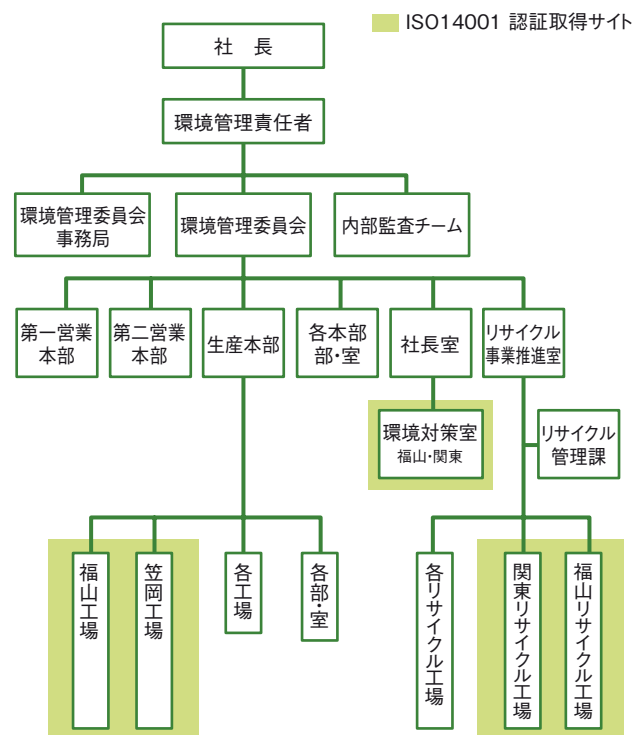 ISO14001 認証取得サイト
社　長
環境管理責任者
環境管理委員会
事務局
環境管理委員会
内部監査チーム
第一営業
本部
第二営業
本部
生産本部
各本部
部・室
社長室
リサイクル
事業推進室
環境対策室
福山・関東
リサイクル
管理課
福山工場
笠岡工場
各工場
各部・室
各リサイクル工場
関東リサイクル工場
福山リサイクル工場